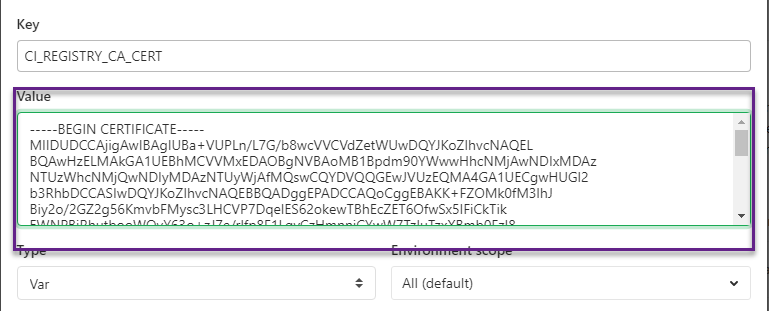 Key
CI_REGISTRY_CA_CERT
Value
-----BEGIN CERTIFICATE-----
MIIDUDCCAjigAwIBAgIUBa+VUPLn/L7G/b8wcVVCVdZetWUwDQYJKoZIhvcNAQEL
BQAwHzELMAkGA1UEBhMCVVMxEDAOBgNVBAoMB1Bpdm90YWwwHhcNMjAwNDIxMDAz
NTUzWhcNMjQwNDIyMDAzNTUyWjAfMQswCQYDVQQGEwJVUzEQMA4GA1UECgwHUGl2
b3RhbDCCASIwDQYJKoZIhvcNAQEBBQADggEPADCCAQoCggEBAKK+FZOMk0fM3IhJ
Biy2o/2GZ2g56KmvbFMysc3LHCVP7DqeIES62okewTBhEcZET6OfwSx5IFiCkTik
Type
Environment scope
Var
All (default)